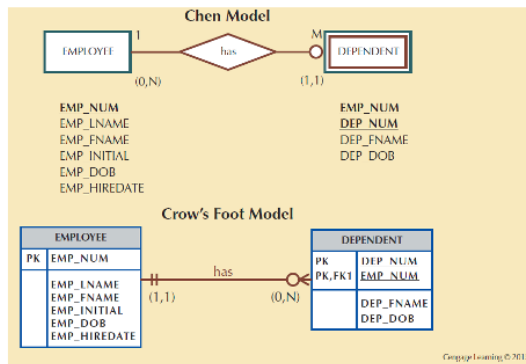 Chen Model
EMPLOYEE
1
has
M
DEPENDENT
(0,N)
(1,1)
EMP_NUM
EMP_LNAME
EMP_FNAME
EMP_INITIAL
EMP_DOB
EMP_HIREDATE
EMP_NUM
DEP_NUM
DEP_FNAME
DEP_DOB
Crow's Foot Model
EMPLOYEE
PK EMP_NUM
EMP_LNAME
EMP_FNAME
EMP_INITIAL
EMP_DOB
EMP_HIREDATE
has
(1,1)
(0,N)
DEPENDENT
PK DEP_NUM
PK,FK1 EMP_NUM
DEP_FNAME
DEP_DOB
Cengage Learning ©